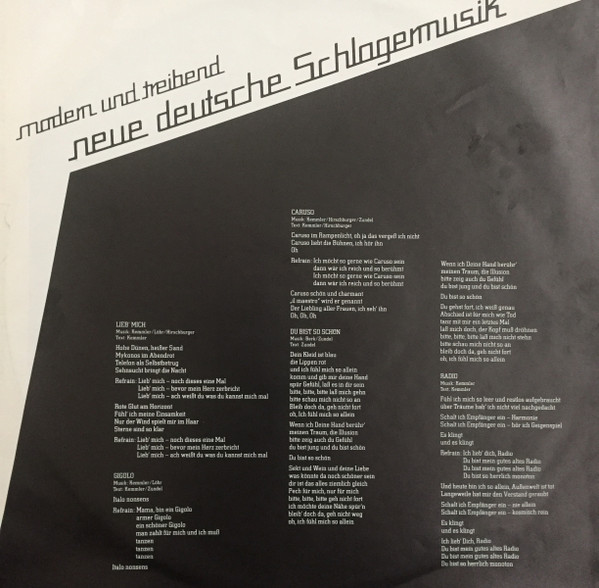 modern und treibend
neue deutsche Schlagermusik
LIEB' MICH
Musik: Remmler/Löhr/Hirschburger
Text: Remmler
Hohe Dünen, heißer Sand
Mykonos im Abendrot
Telefon als Selbstbetrug
Sehnsucht bringt die Nacht
Refrain: Lieb' mich – noch dieses eine Mal
Lieb' mich – bevor mein Herz zerbricht
Lieb' mich – ach weißt du was du kannst mich mal
Rote Glut am Horizont
Fühl' ich meine Einsamkeit
Nur der Wind spielt mir im Haar
Sterne sind so klar
Refrain: Lieb' mich – noch dieses eine Mal
Lieb' mich – bevor mein Herz zerbricht
Lieb' mich – ach weißt du was du kannst mich mal
GIGOLO
Musik: Remmler/Löhr
Text: Remmler/Zundel
Italo nonsens
Refrain: Mama, bin ein Gigolo
armer Gigolo
ein schöner Gigolo
man zahlt für mich und ich muß
tanzen
tanzen
tanzen
Italo nonsens
CARUSO
Musik: Remmler/Hirschburger/Zundel
Text: Remmler/Hirschburger
Caruso im Rampenlicht, oh ja das vergeß ich nicht
Caruso liebt die Bühnen, ich hör ihn
Oh
Refrain: Ich möcht so gerne wie Caruso sein
dann wär ich reich und so berühmt
Ich möcht so gerne wie Caruso sein
dann wär ich reich und so berühmt
Caruso schön und charmant
„il maestro" wird er genannt
Der Liebling aller Frauen, ich seh' ihn
Oh, Oh, Oh
DU BIST SO SCHÖN
Musik: Berk/Zundel
Text: Zundel
Dein Kleid ist blau
die Lippen rot
und ich fühl mich so allein
komm und gib mir deine Hand
spür Gefühl, laß es in dir sein
bitte, bitte, bitte laß mich gehn
bitte schau mich nicht so an
Bleib doch da, geh nicht fort
Oh, ich fühl mich so allein
Wenn ich Deine Hand berühr'
meinen Traum, die Illusion
bitte zeig auch du Gefühl
du bist jung und du bist schön
Du bist so schön
Sekt und Wein und deine Liebe
was könnte da noch schöner sein
dir ist das alles ziemlich gleich
Pech für mich, nur für mich
bitte, bitte, bitte geh nicht fort
ich möchte deine Nähe spür'n
bleib' doch da, geh nicht weg
oh, ich fühl mich so allein
Wenn ich Deine Hand berühr'
meinen Traum, die Illusion
bitte zeig auch du Gefühl
du bist jung und du bist schön
Du bist so schön
Du gehst fort, ich weiß genau
Abschied ist für mich wie Tod
tanz mit mir ein letztes Mal
laß mich doch, der Kopf muß dröhnen
bitte, bitte, bitte laß mich nicht stehn
bitte schau mich nicht so an
bleib doch da, geh nicht fort
oh, ich fühl mich so allein
RADIO
Musik: Remmler
Text: Remmler
Fühl ich mich so leer und restlos aufgebraucht
über Träume hab' ich nicht viel nachgedacht
Schalt ich Empfänger ein – Harmonie
Schalt ich Empfänger ein – hör ich Geigenspiel
Es klingt
und es klingt
Refrain: Ich lieb' dich, Radio
Du bist mein gutes altes Radio
Du bist mein gutes altes Radio
Du bist so herrlich monoton
Und heute bin ich so allein, Außenwelt ist tot
Langeweile hat mir den Verstand geraubt
Schalt ich Empfänger ein – nie allein
Schalt ich Empfänger ein – kosmisch rein
Es klingt
und es klingt
Ich lieb' Dich, Radio
Du bist mein gutes altes Radio
Du bist mein gutes altes Radio
Du bist so herrlich monoton